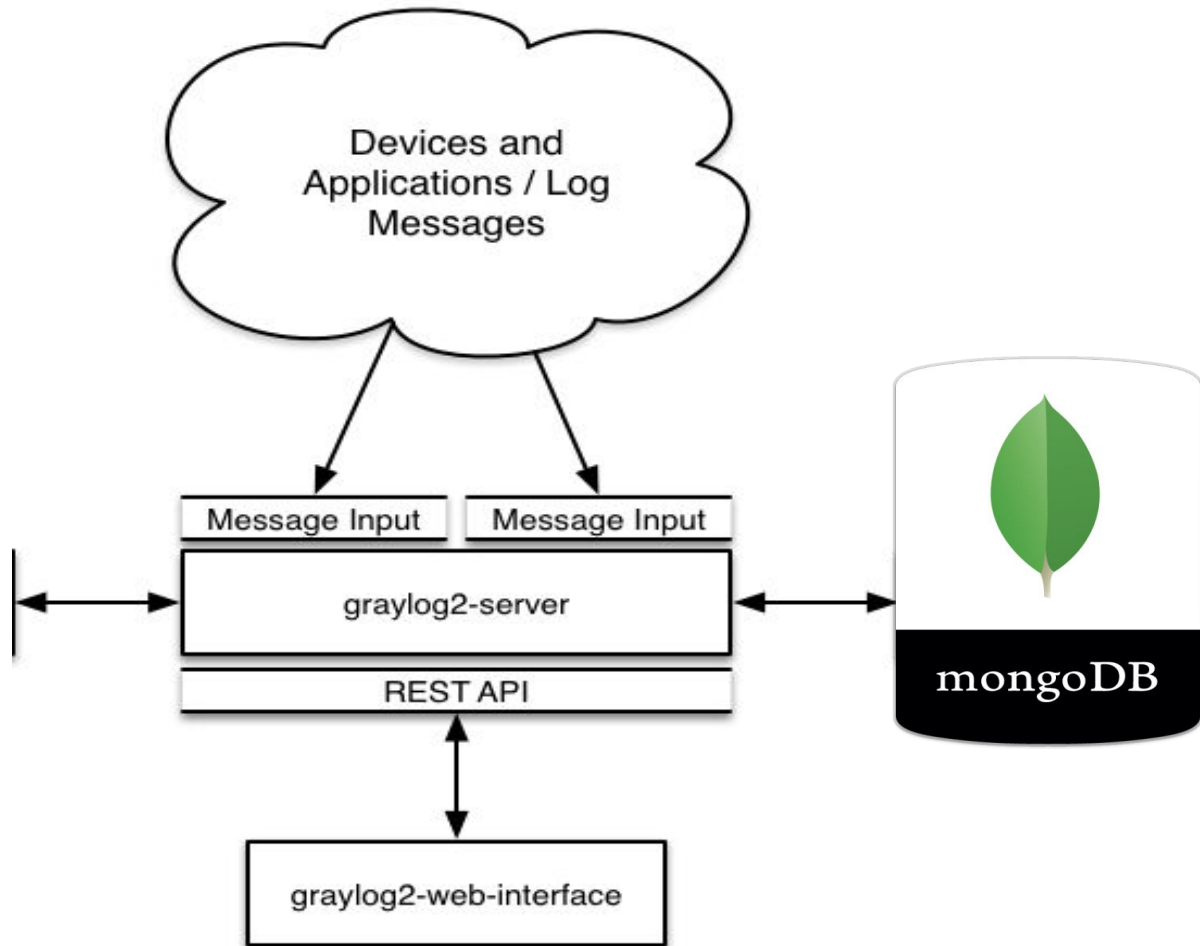 Devices and
Applications / Log
Messages
Message Input
Message Input
graylog2-server
mongoDB
REST API
graylog2-web-interface